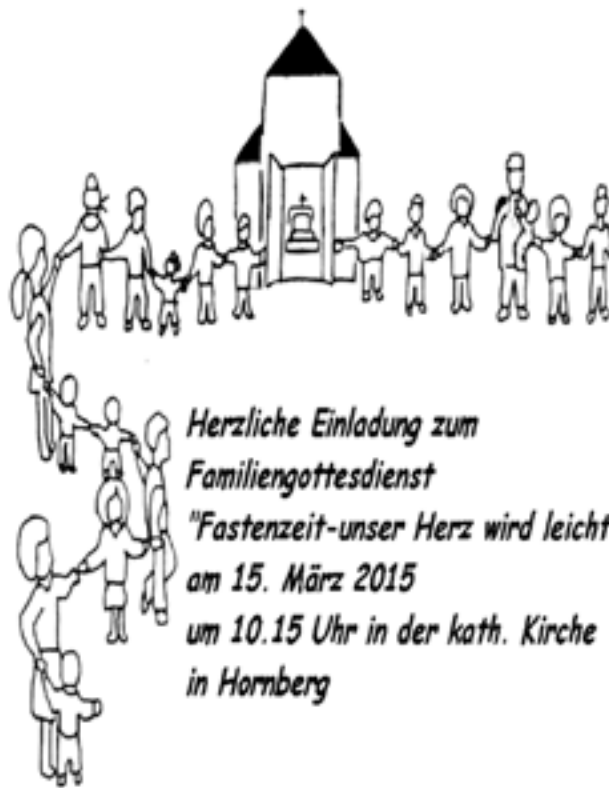 Herzliche Einladung zum
Familiengottesdienst
"Fastenzeit-unser Herz wird leicht
am 15. März 2015
um 10.15 Uhr in der kath. Kirche
in Hornberg